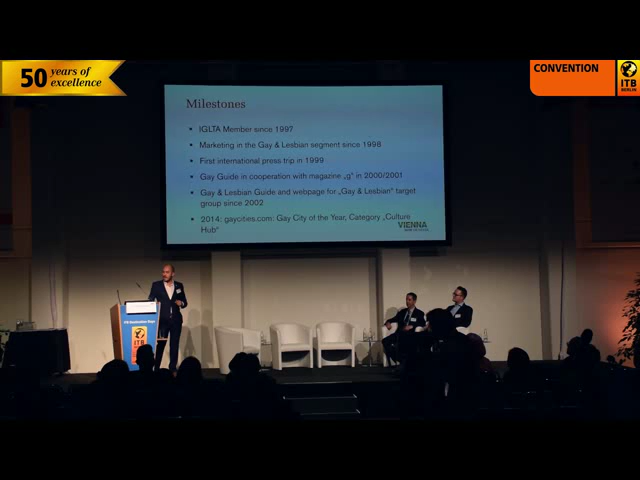 50 years of
excellence
CONVENTION
ITB
BERLIN
Milestones
▪ IGLTA Member since 1997
▪ Marketing in the Gay & Lesbian segment since 1998
▪ First international press trip in 1999
▪ Gay Guide in cooperation with magazine „g“ in 2000/2001
▪ Gay & Lesbian Guide and webpage for „Gay & Lesbian“ target
group since 2002
▪ 2014: gaycities.com: Gay City of the Year, Category „Culture
Hub“
VIENNA
ITB